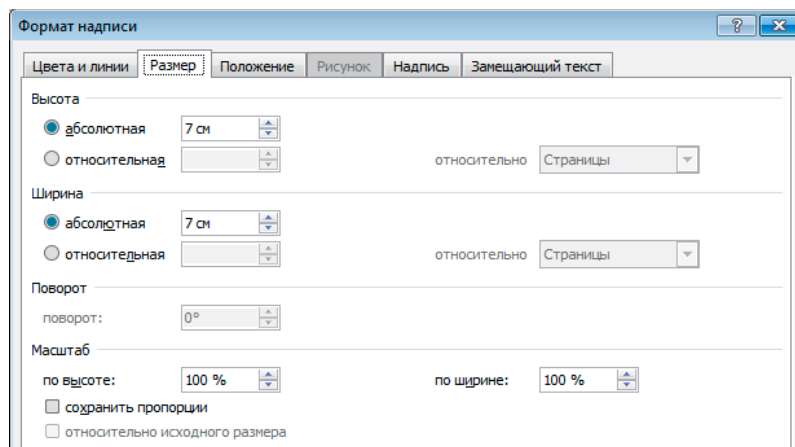 Формат надписи
Цвета и линии Размер Положение Рисунок Надпись Замещающий текст
Высота
абсолютная 7 см
относительная относительно Страницы
Ширина
абсолютная 7 см
относительная относительно Страницы
Поворот
поворот: 0°
Масштаб
по высоте: 100 % по ширине: 100 %
сохранить пропорции
относительно исходного размера